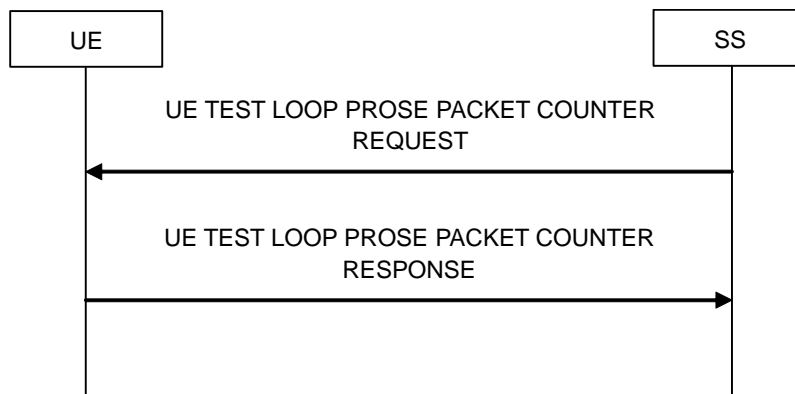 UE
SS
UE TEST LOOP PROSE PACKET COUNTER
REQUEST
UE TEST LOOP PROSE PACKET COUNTER
RESPONSE